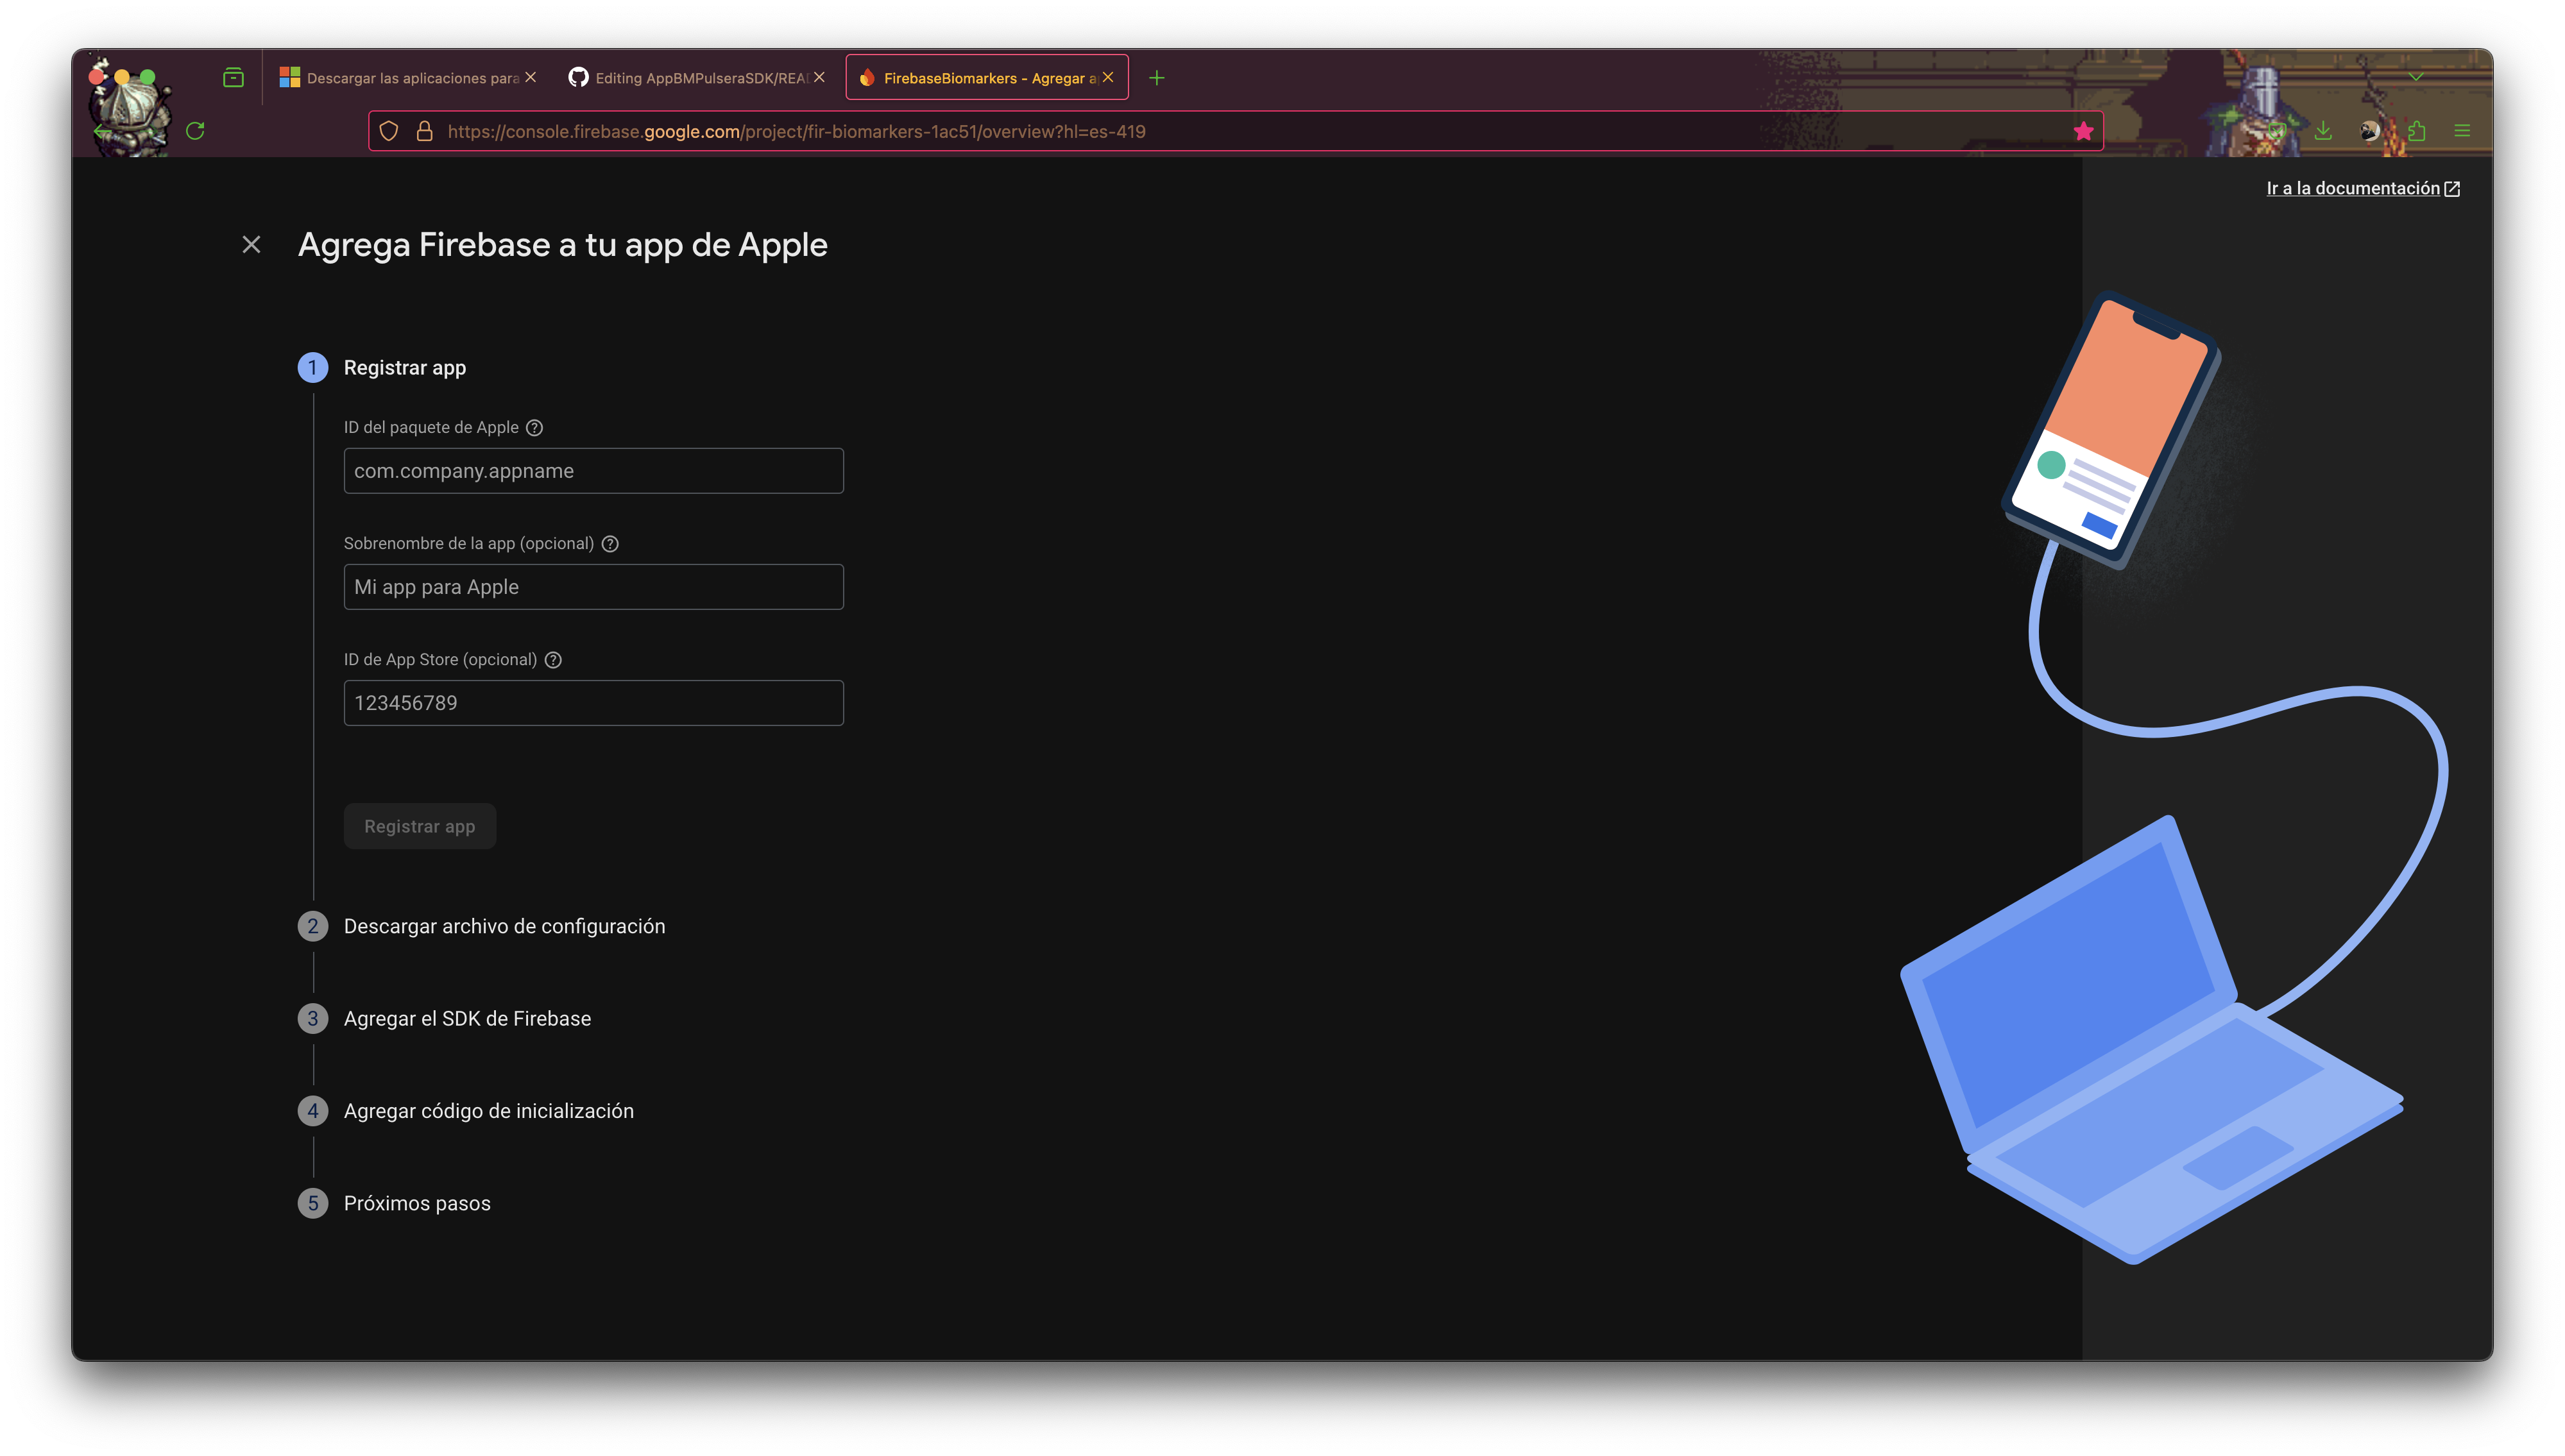 Descargar las aplicaciones para
Editing AppBMPulseraSDK/REA
FirebaseBiomarkers - Agregar a
https://console.firebase.google.com/project/fir-biomarkers-1ac51/overview?hl=es-419
Ir a la documentación
Agrega Firebase a tu app de Apple
1 Registrar app
ID del paquete de Apple ?
com.company.appname
Sobrenombre de la app (opcional) ?
Mi app para Apple
ID de App Store (opcional) ?
123456789
Registrar app
2 Descargar archivo de configuración
3 Agregar el SDK de Firebase
4 Agregar código de inicialización
5 Próximos pasos